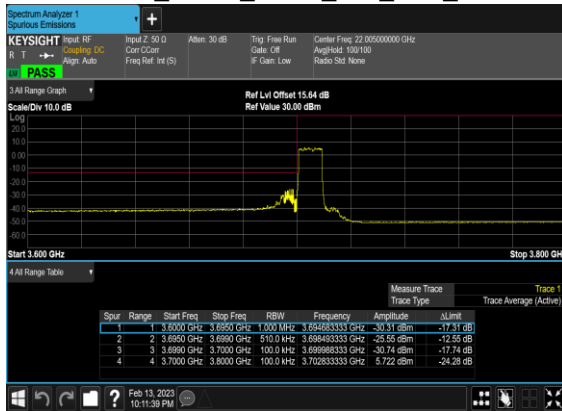 Spectrum Analyzer 1
Spurious Emissions
KEYSIGHT Input: RF Input Z: 50 Ω Atten: 30 dB Trig: Free Run Center Freq: 22.005000000 GHz
R T Coupling: DC Corr CCorr Gate: Off Avg|Hold: 100/100
Align: Auto Freq Ref: Int (S) IF Gain: Low Radio Std: None
PASS
3 All Range Graph
Ref Lvl Offset 15.64 dB
Scale/Div 10.0 dB Ref Value 30.00 dBm
Log
20.0
10.0
0.00
-10.0
-20.0
-30.0
-40.0
-50.0
-60.0
Start 3.600 GHz Stop 3.800 GH
4 All Range Table
Measure Trace Trace 1
Trace Type Trace Average (Active)
Spur Range Start Freq Stop Freq RBW Frequency Amplitude ΔLimit
1 1 3.6000 GHz 3.6950 GHz 1.000 MHz 3.694683333 GHz -30.31 dBm -17.31 dB
2 2 3.6950 GHz 3.6990 GHz 510.0 kHz 3.698493333 GHz -25.55 dBm -12.55 dB
3 3 3.6990 GHz 3.7000 GHz 100.0 kHz 3.699988333 GHz -30.74 dBm -17.74 dB
4 4 3.7000 GHz 3.8000 GHz 100.0 kHz 3.702833333 GHz 5.722 dBm -24.28 dB
? Feb 13, 2023
10:11:39 PM